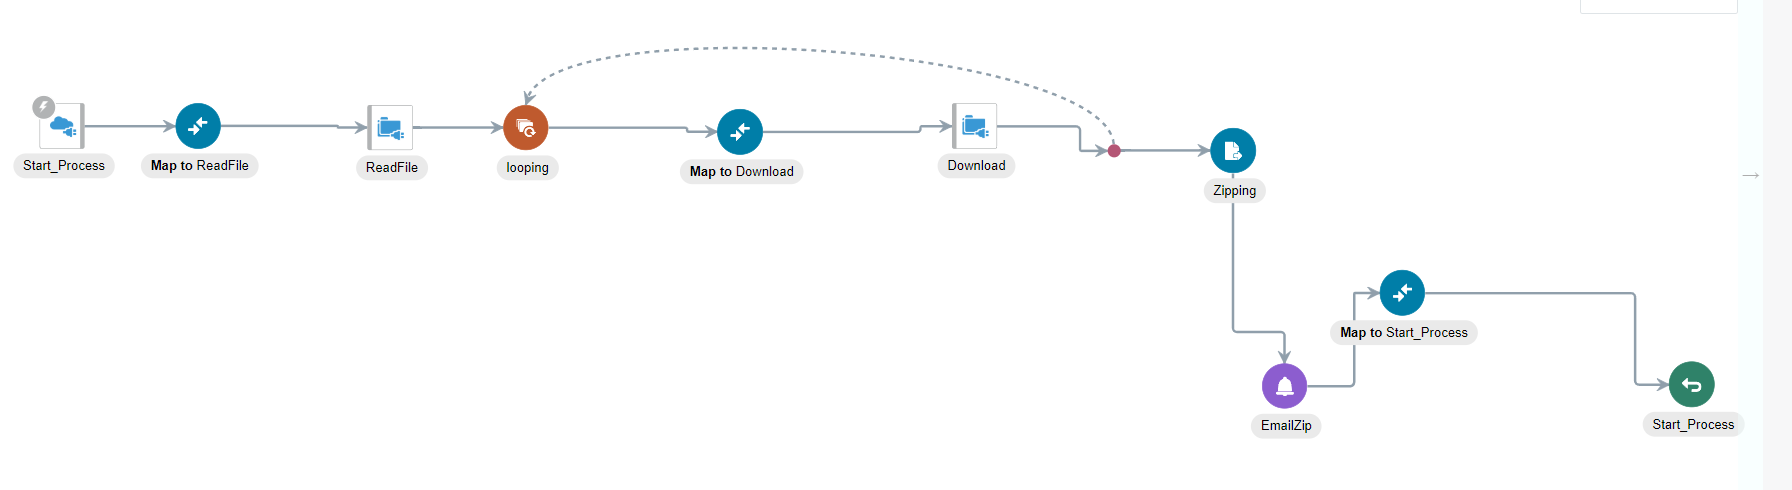 Start_Process
Map to ReadFile
ReadFile
looping
Map to Download
Download
Zipping
Map to Start_Process
EmailZip
Start_Process